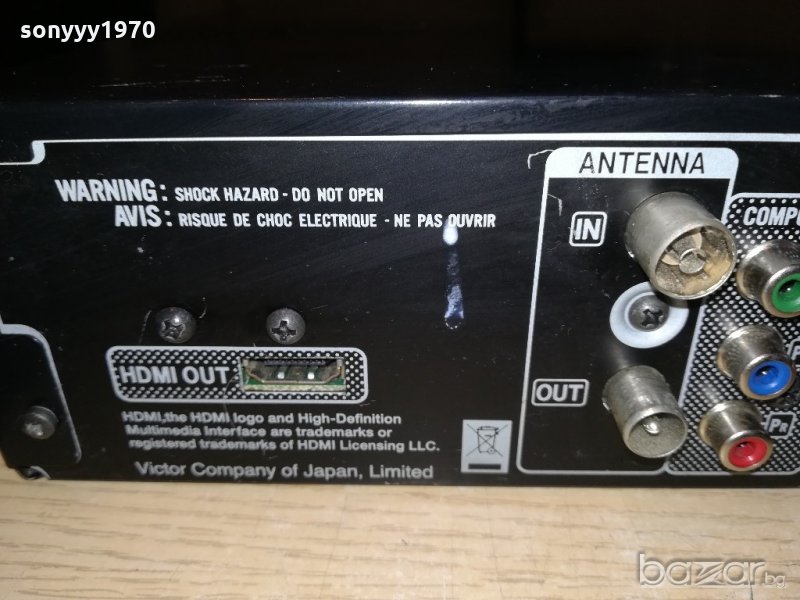 sonyyy1970
WARNING: SHOCK HAZARD - DO NOT OPEN
AVIS: RISQUE DE CHOC ELECTRIQUE - NE PAS OUVRIR
HDMI OUT
HDMI,the HDMI logo and High-Definition
Multimedia Interface are trademarks or
registered trademarks of HDMI Licensing LLC.
Victor Company of Japan, Limited
ANTENNA
IN
OUT
COMPO
PR
bazar.bg